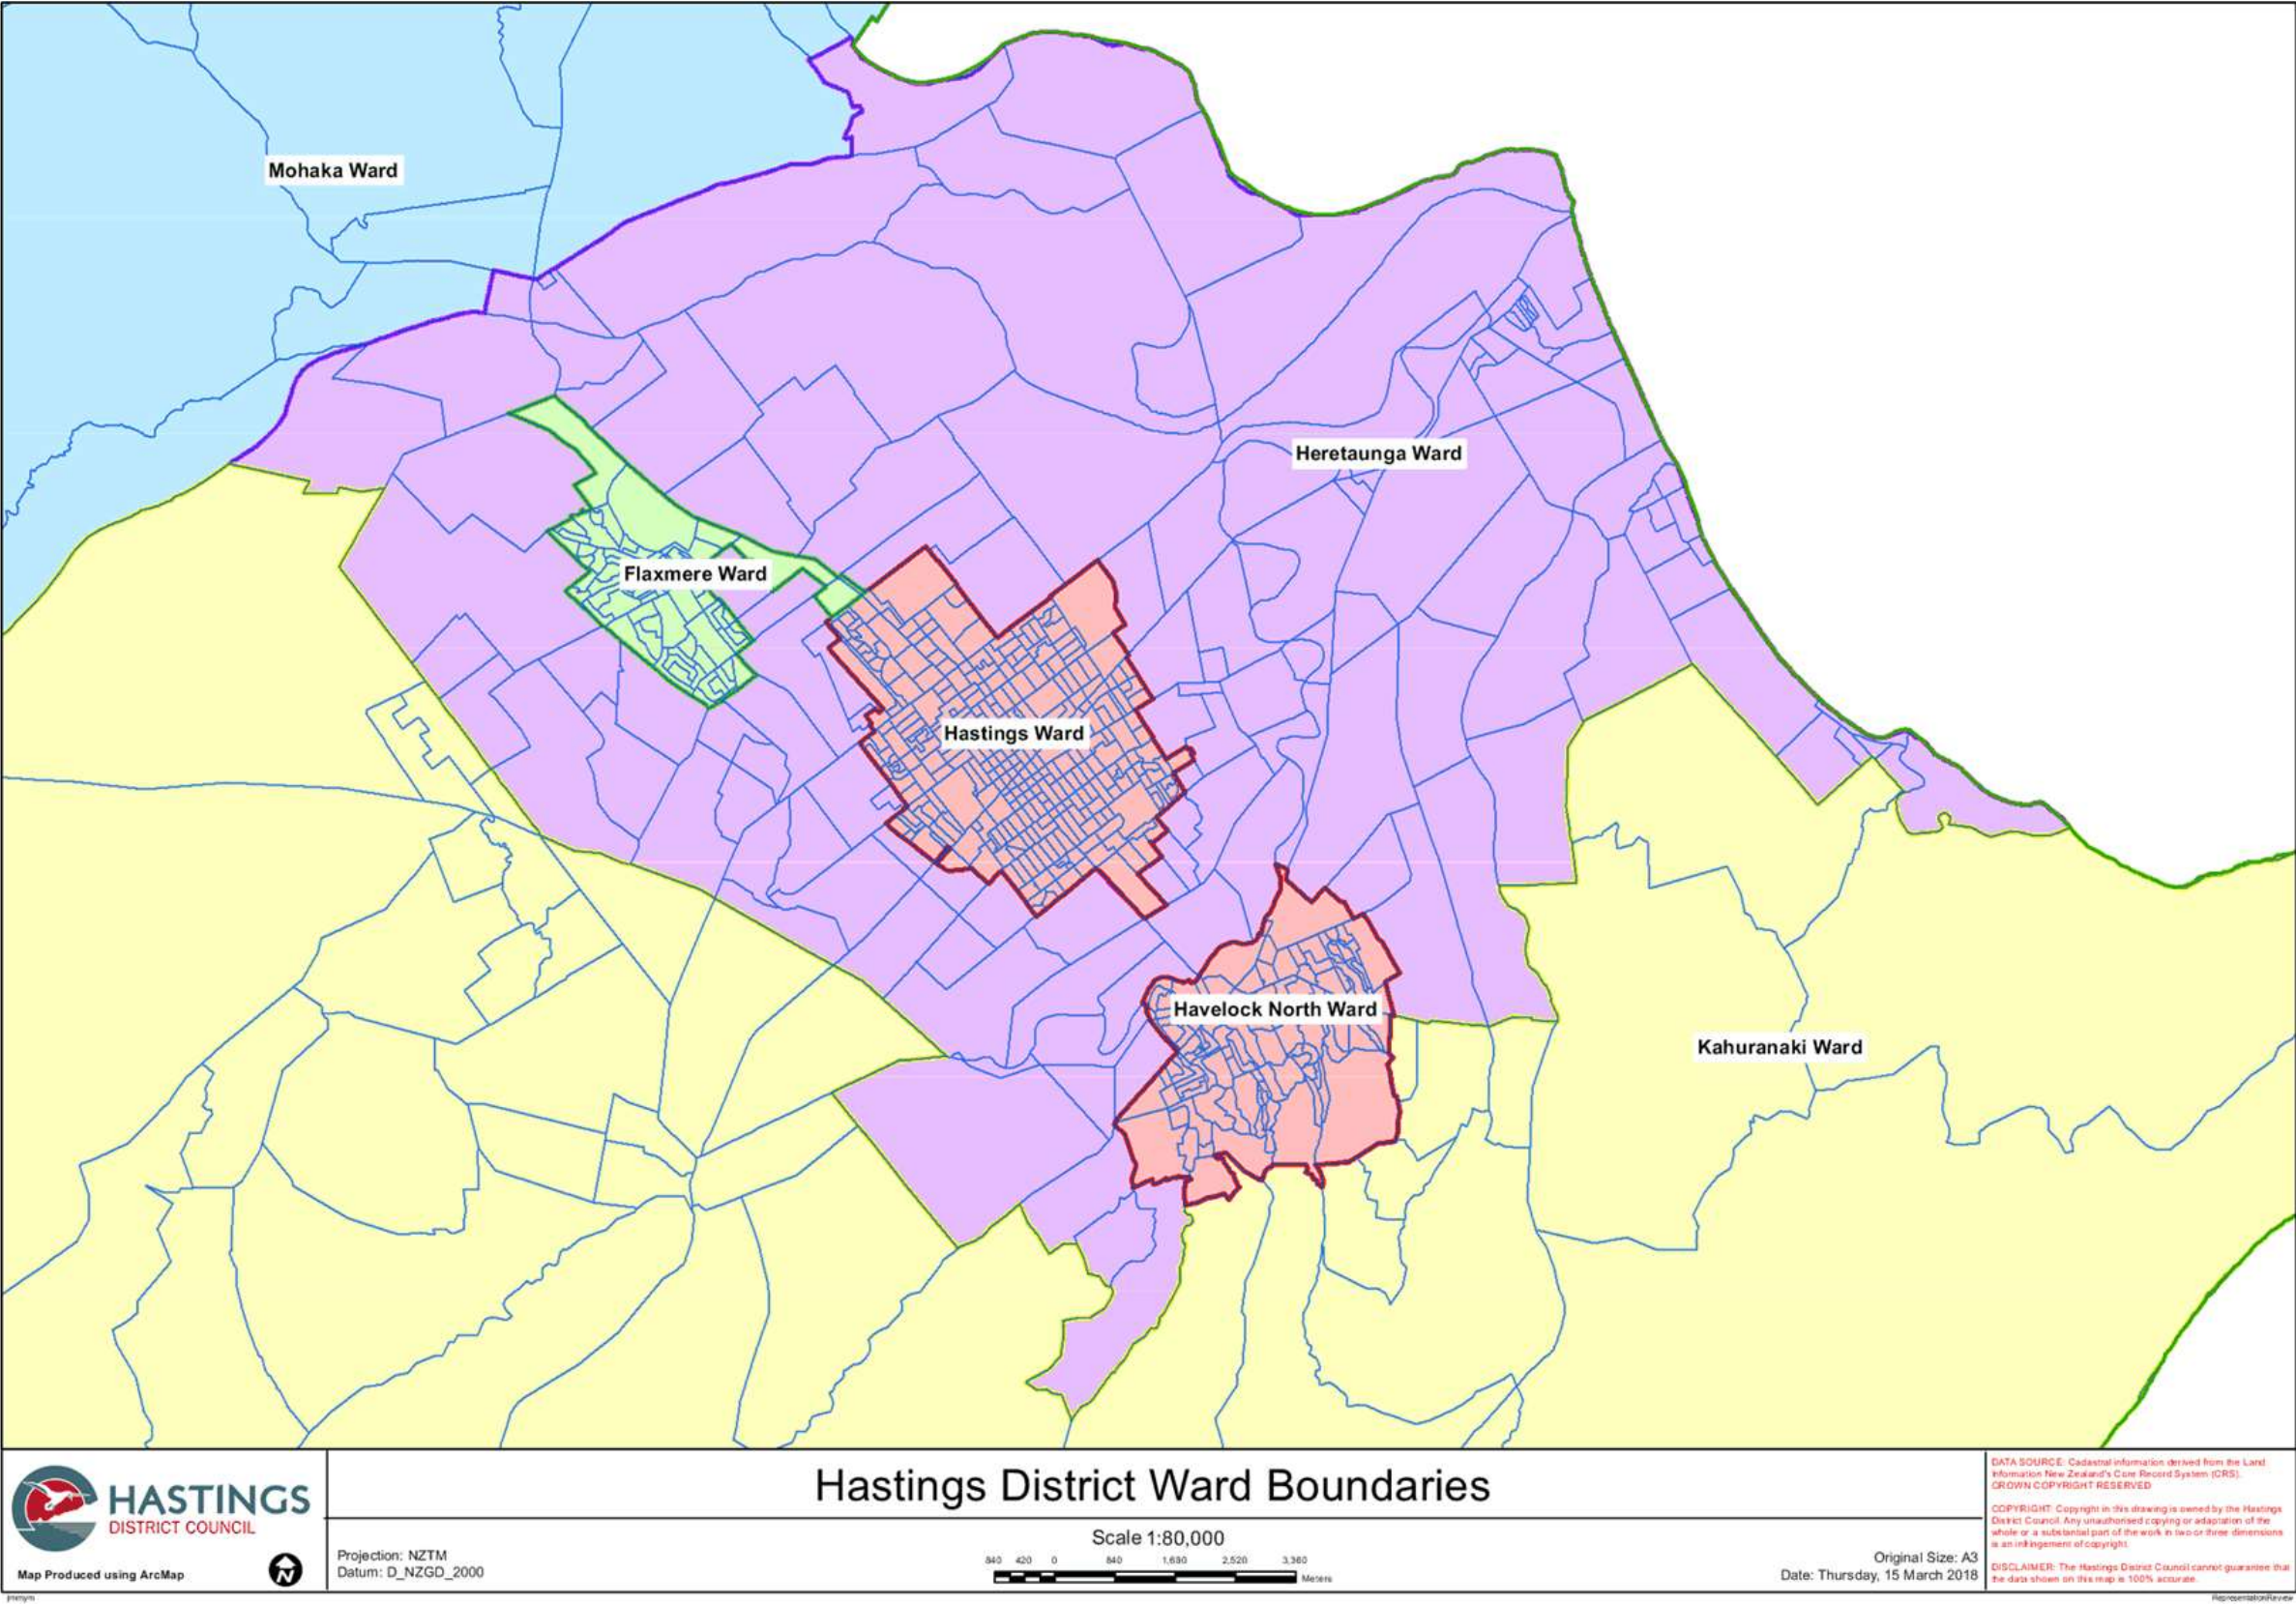 Mohaka Ward
Heretaunga Ward
Flaxmere Ward
Hastings Ward
Havelock North Ward
Kahuranaki Ward
HASTINGS
DISTRICT COUNCIL
Map Produced using ArcMap
N
Projection: NZTM
Datum: D_NZGD_2000
Hastings District Ward Boundaries
Scale 1:80,000
840 420 0 840 1,680 2,520 3,360
Meters
Original Size: A3
Date: Thursday, 15 March 2018
DATA SOURCE: Cadastral information derived from the Land
Information New Zealand's Core Record System (CRS).
CROWN COPYRIGHT RESERVED
COPYRIGHT: Copyright in this drawing is owned by the Hastings
District Council. Any unauthorised copying or adaptation of the
whole or a substantial part of the work in two or three dimensions
is an infringement of copyright.
DISCLAIMER: The Hastings District Council cannot guarantee that
the data shown on this map is 100% accurate.
RepresentationReview